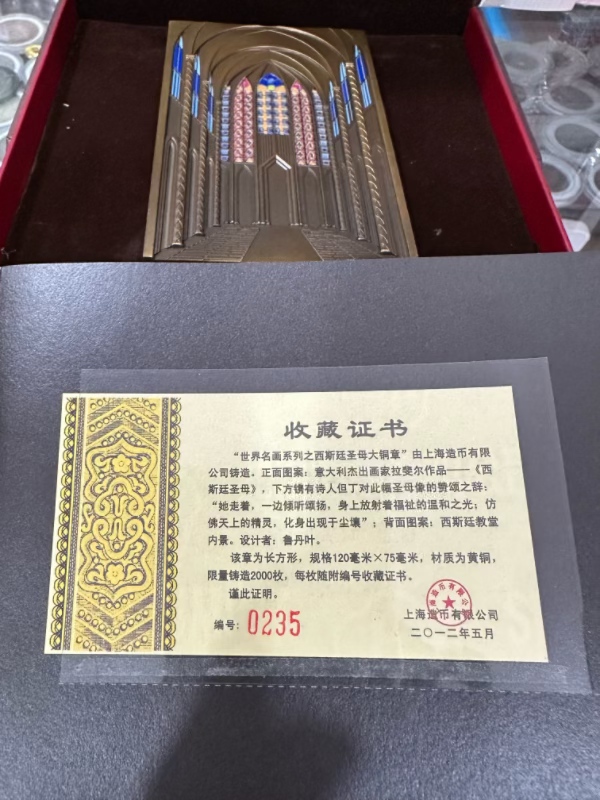 收藏证书
“世界名画系列之西斯廷圣母大铜章”由上海造币有限
公司铸造。正面图案：意大利杰出画家拉斐尔作品——《西
斯廷圣母》，下方镌有诗人但丁对此幅圣母像的赞颂之辞：
“她走着，一边倾听颂扬，身上放射着福祉的温和之光；仿
佛天上的精灵，化身出现于尘壤”；背面图案：西斯廷教堂
内景。设计者：鲁丹叶。
该章为长方形，规格120毫米×75毫米，材质为黄铜，
限量铸造2000枚，每枚随附编号收藏证书。
谨此证明。
编号：0235
上海造币有限公司
二〇一二年五月